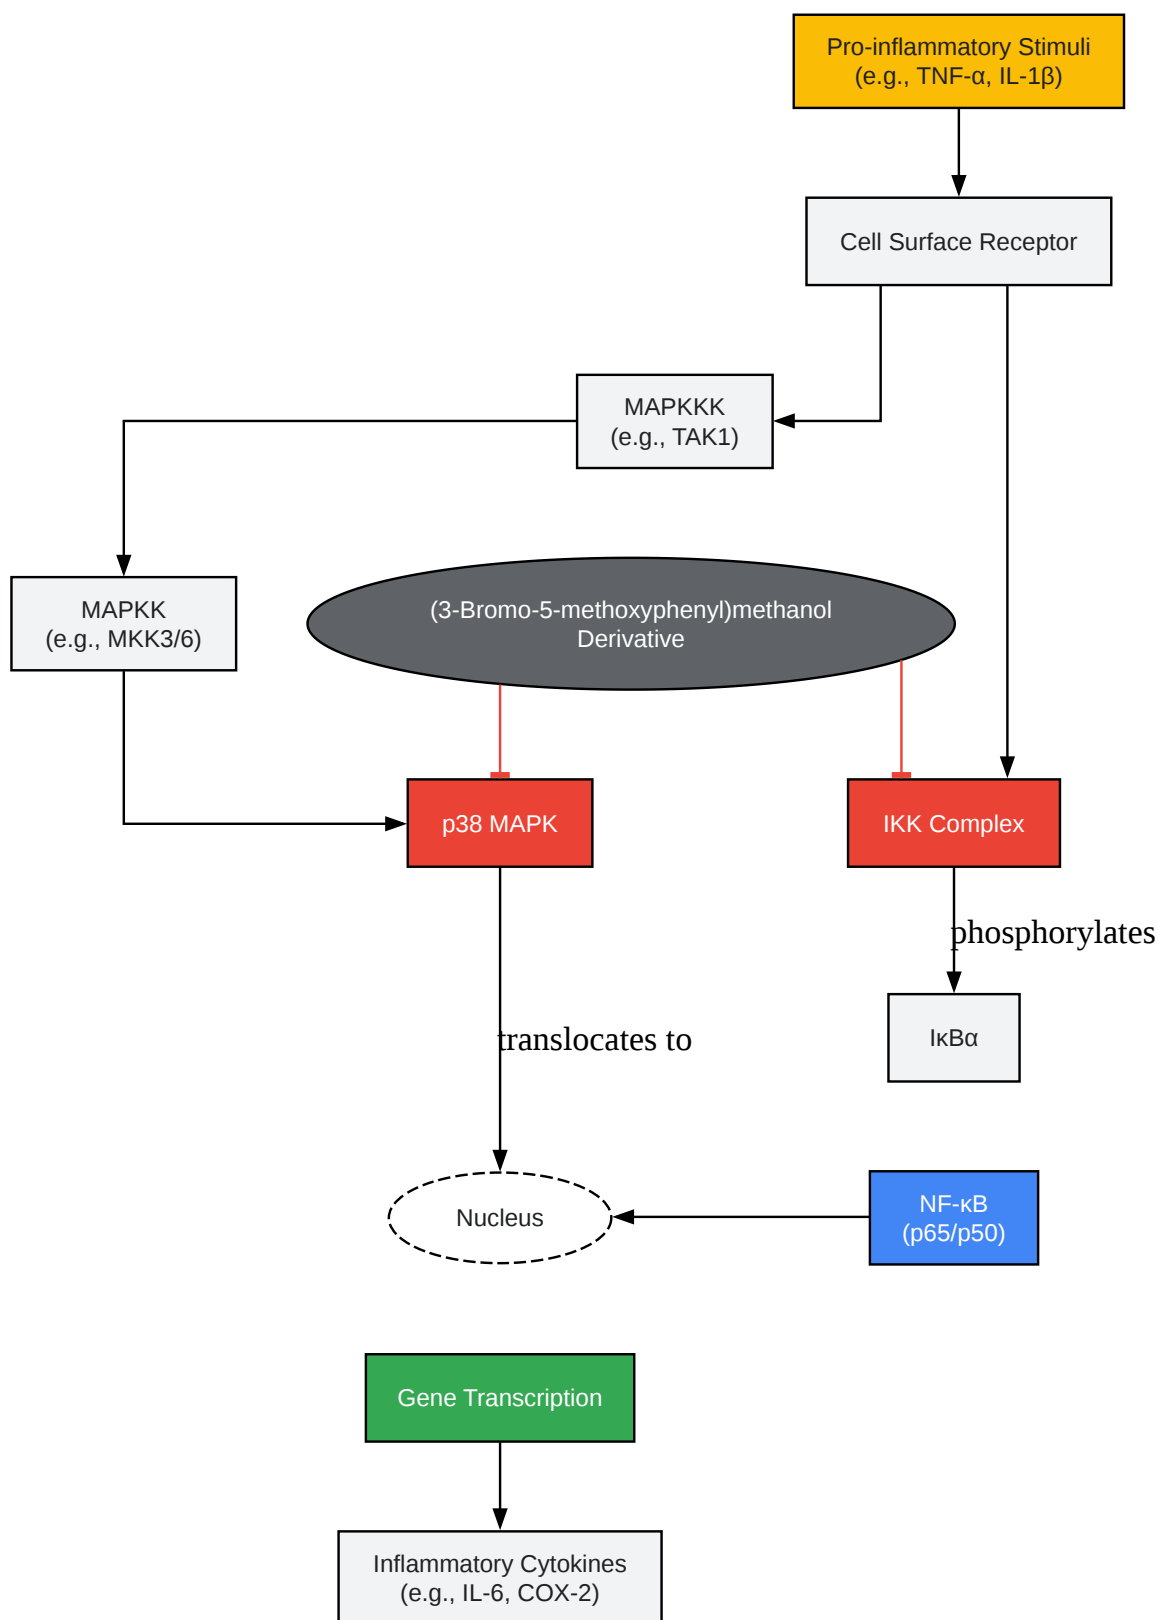 Pro-inflammatory Stimuli
(e.g., TNF-α, IL-1β)
Cell Surface Receptor
MAPKKK
(e.g., TAK1)
MAPKK
(e.g., MKK3/6)
(3-Bromo-5-methoxyphenyl)methanol
Derivative
p38 MAPK
IKK Complex
phosphorylates
translocates to
IκBα
Nucleus
NF-κB
(p65/p50)
Gene Transcription
Inflammatory Cytokines
(e.g., IL-6, COX-2)